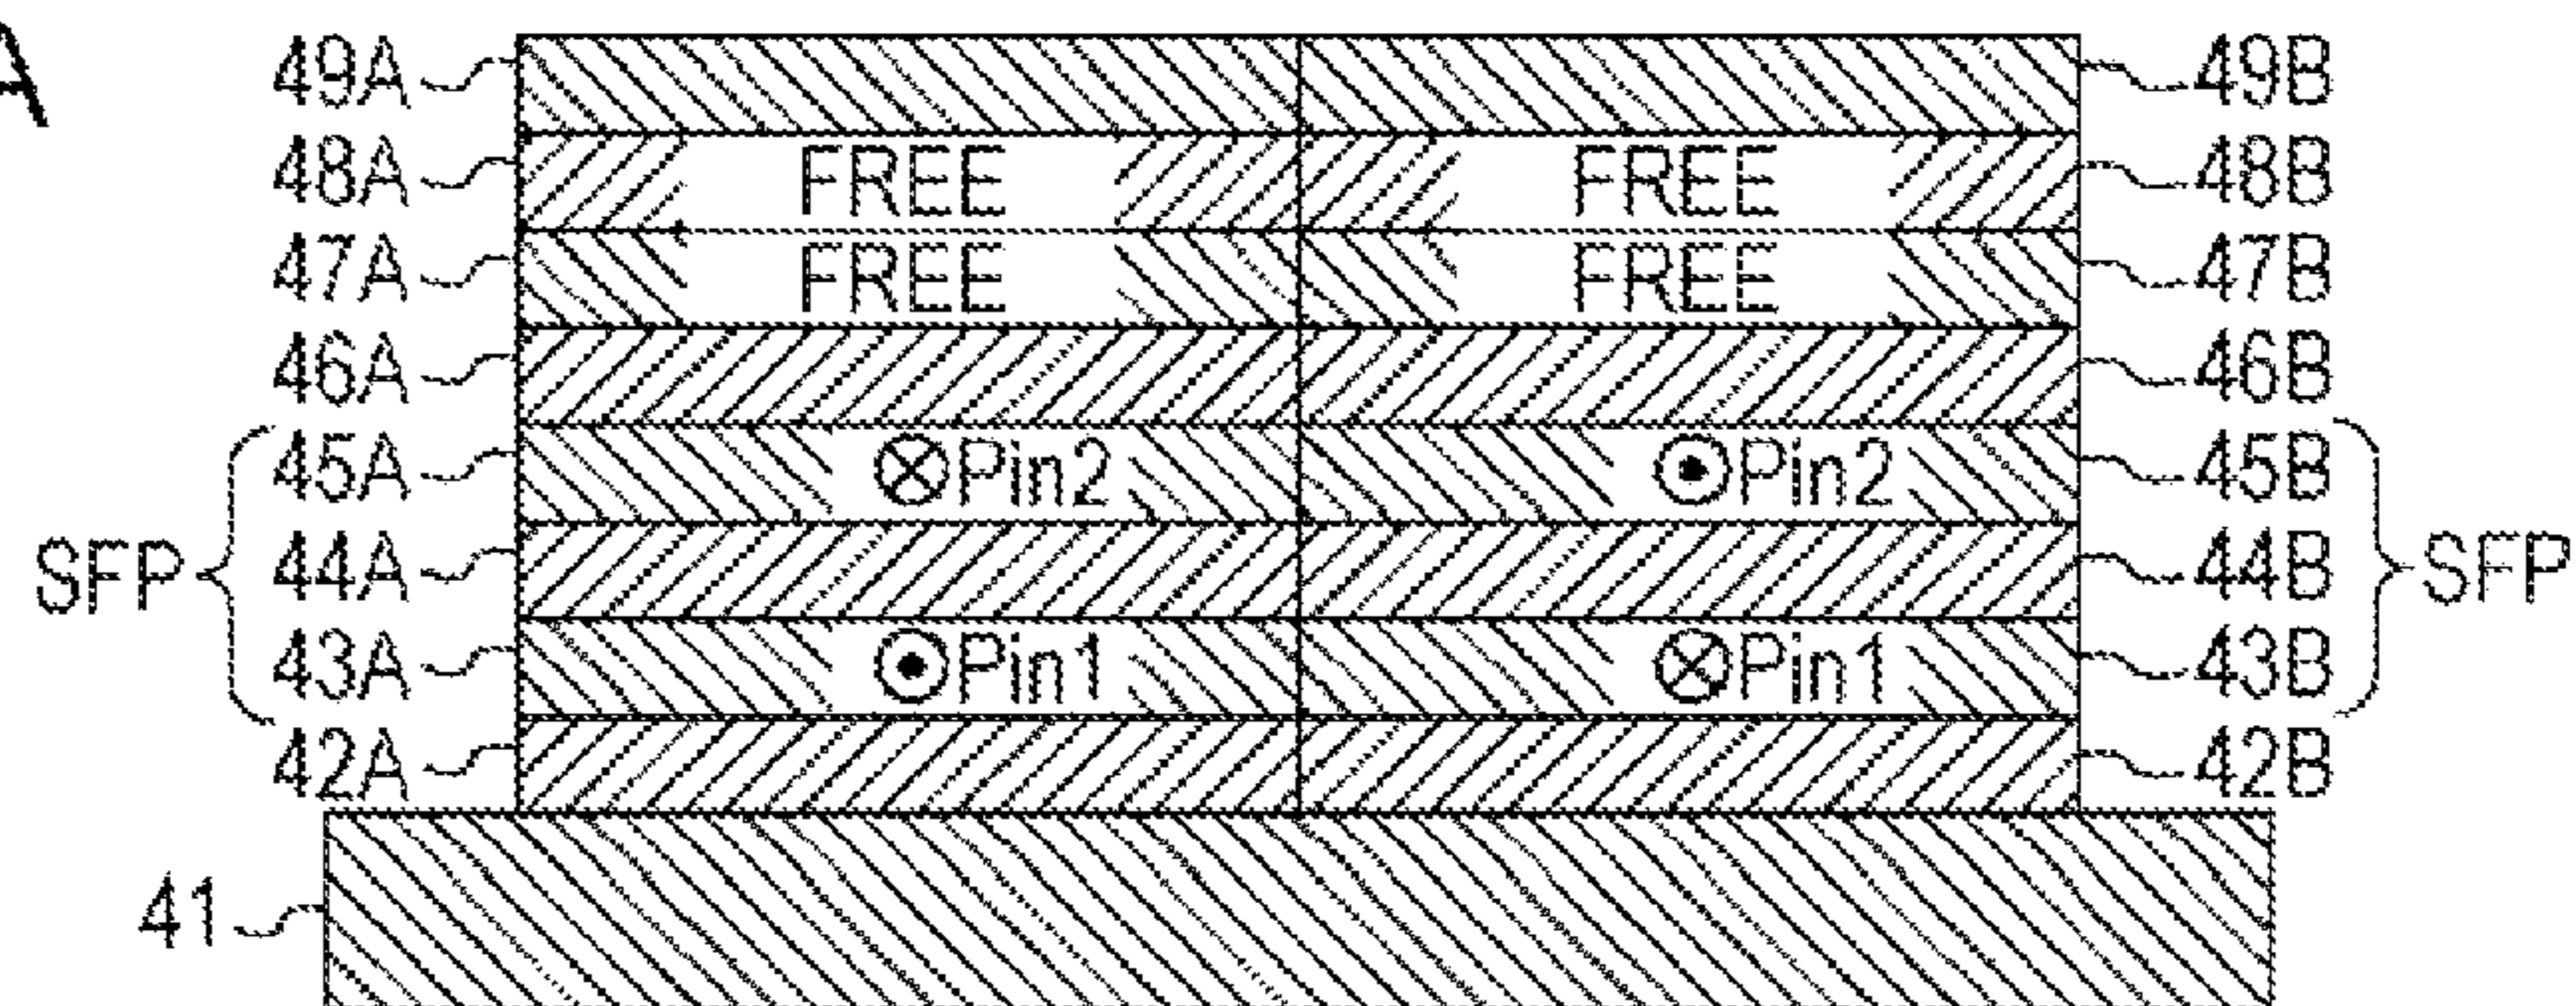 A
49A 49B
48A FREE FREE 48B
47A FREE FREE 47B
46A 46B
45A ⊗Pin2 ⊙Pin2 45B
SFP 44A 44B SFP
43A ⊙Pin1 ⊗Pin1 43B
42A 42B
41